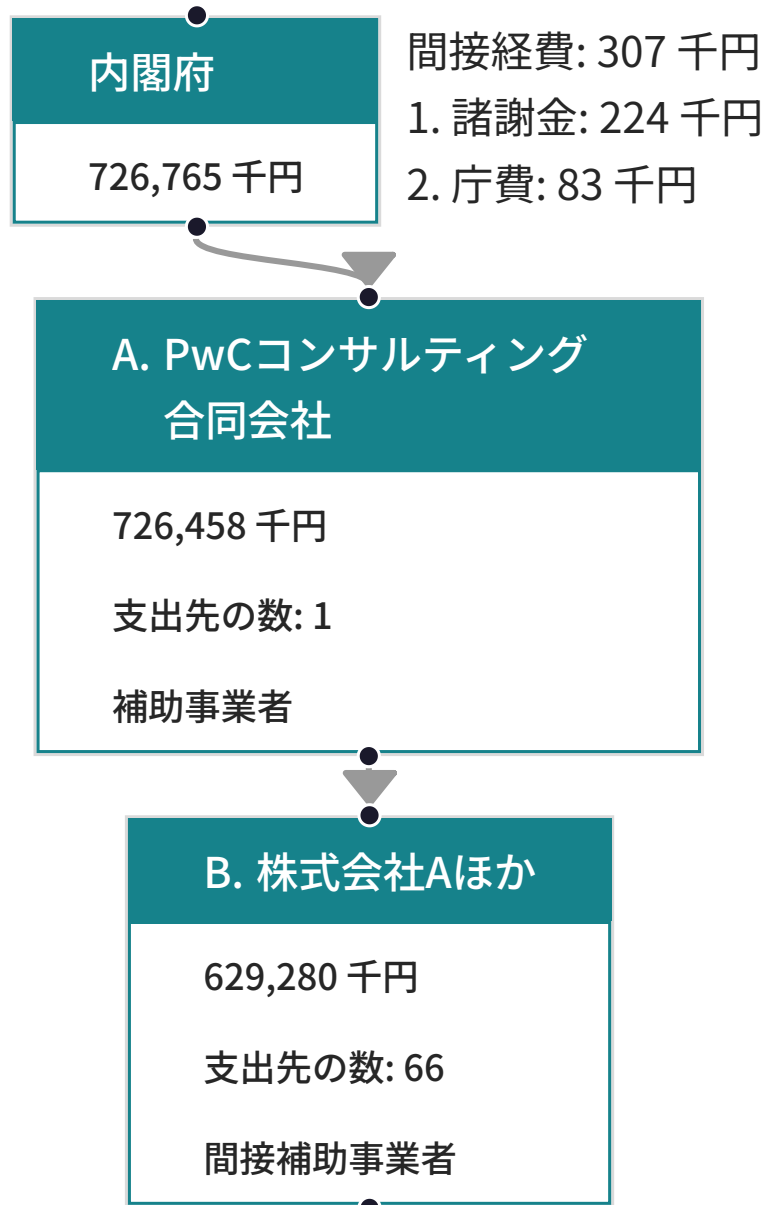 内閣府
726,765 千円
間接経費: 307 千円
1. 諸謝金: 224 千円
2. 庁費: 83 千円
A. PwCコンサルティング
合同会社
726,458 千円
支出先の数: 1
補助事業者
B. 株式会社Aほか
629,280 千円
支出先の数: 66
間接補助事業者